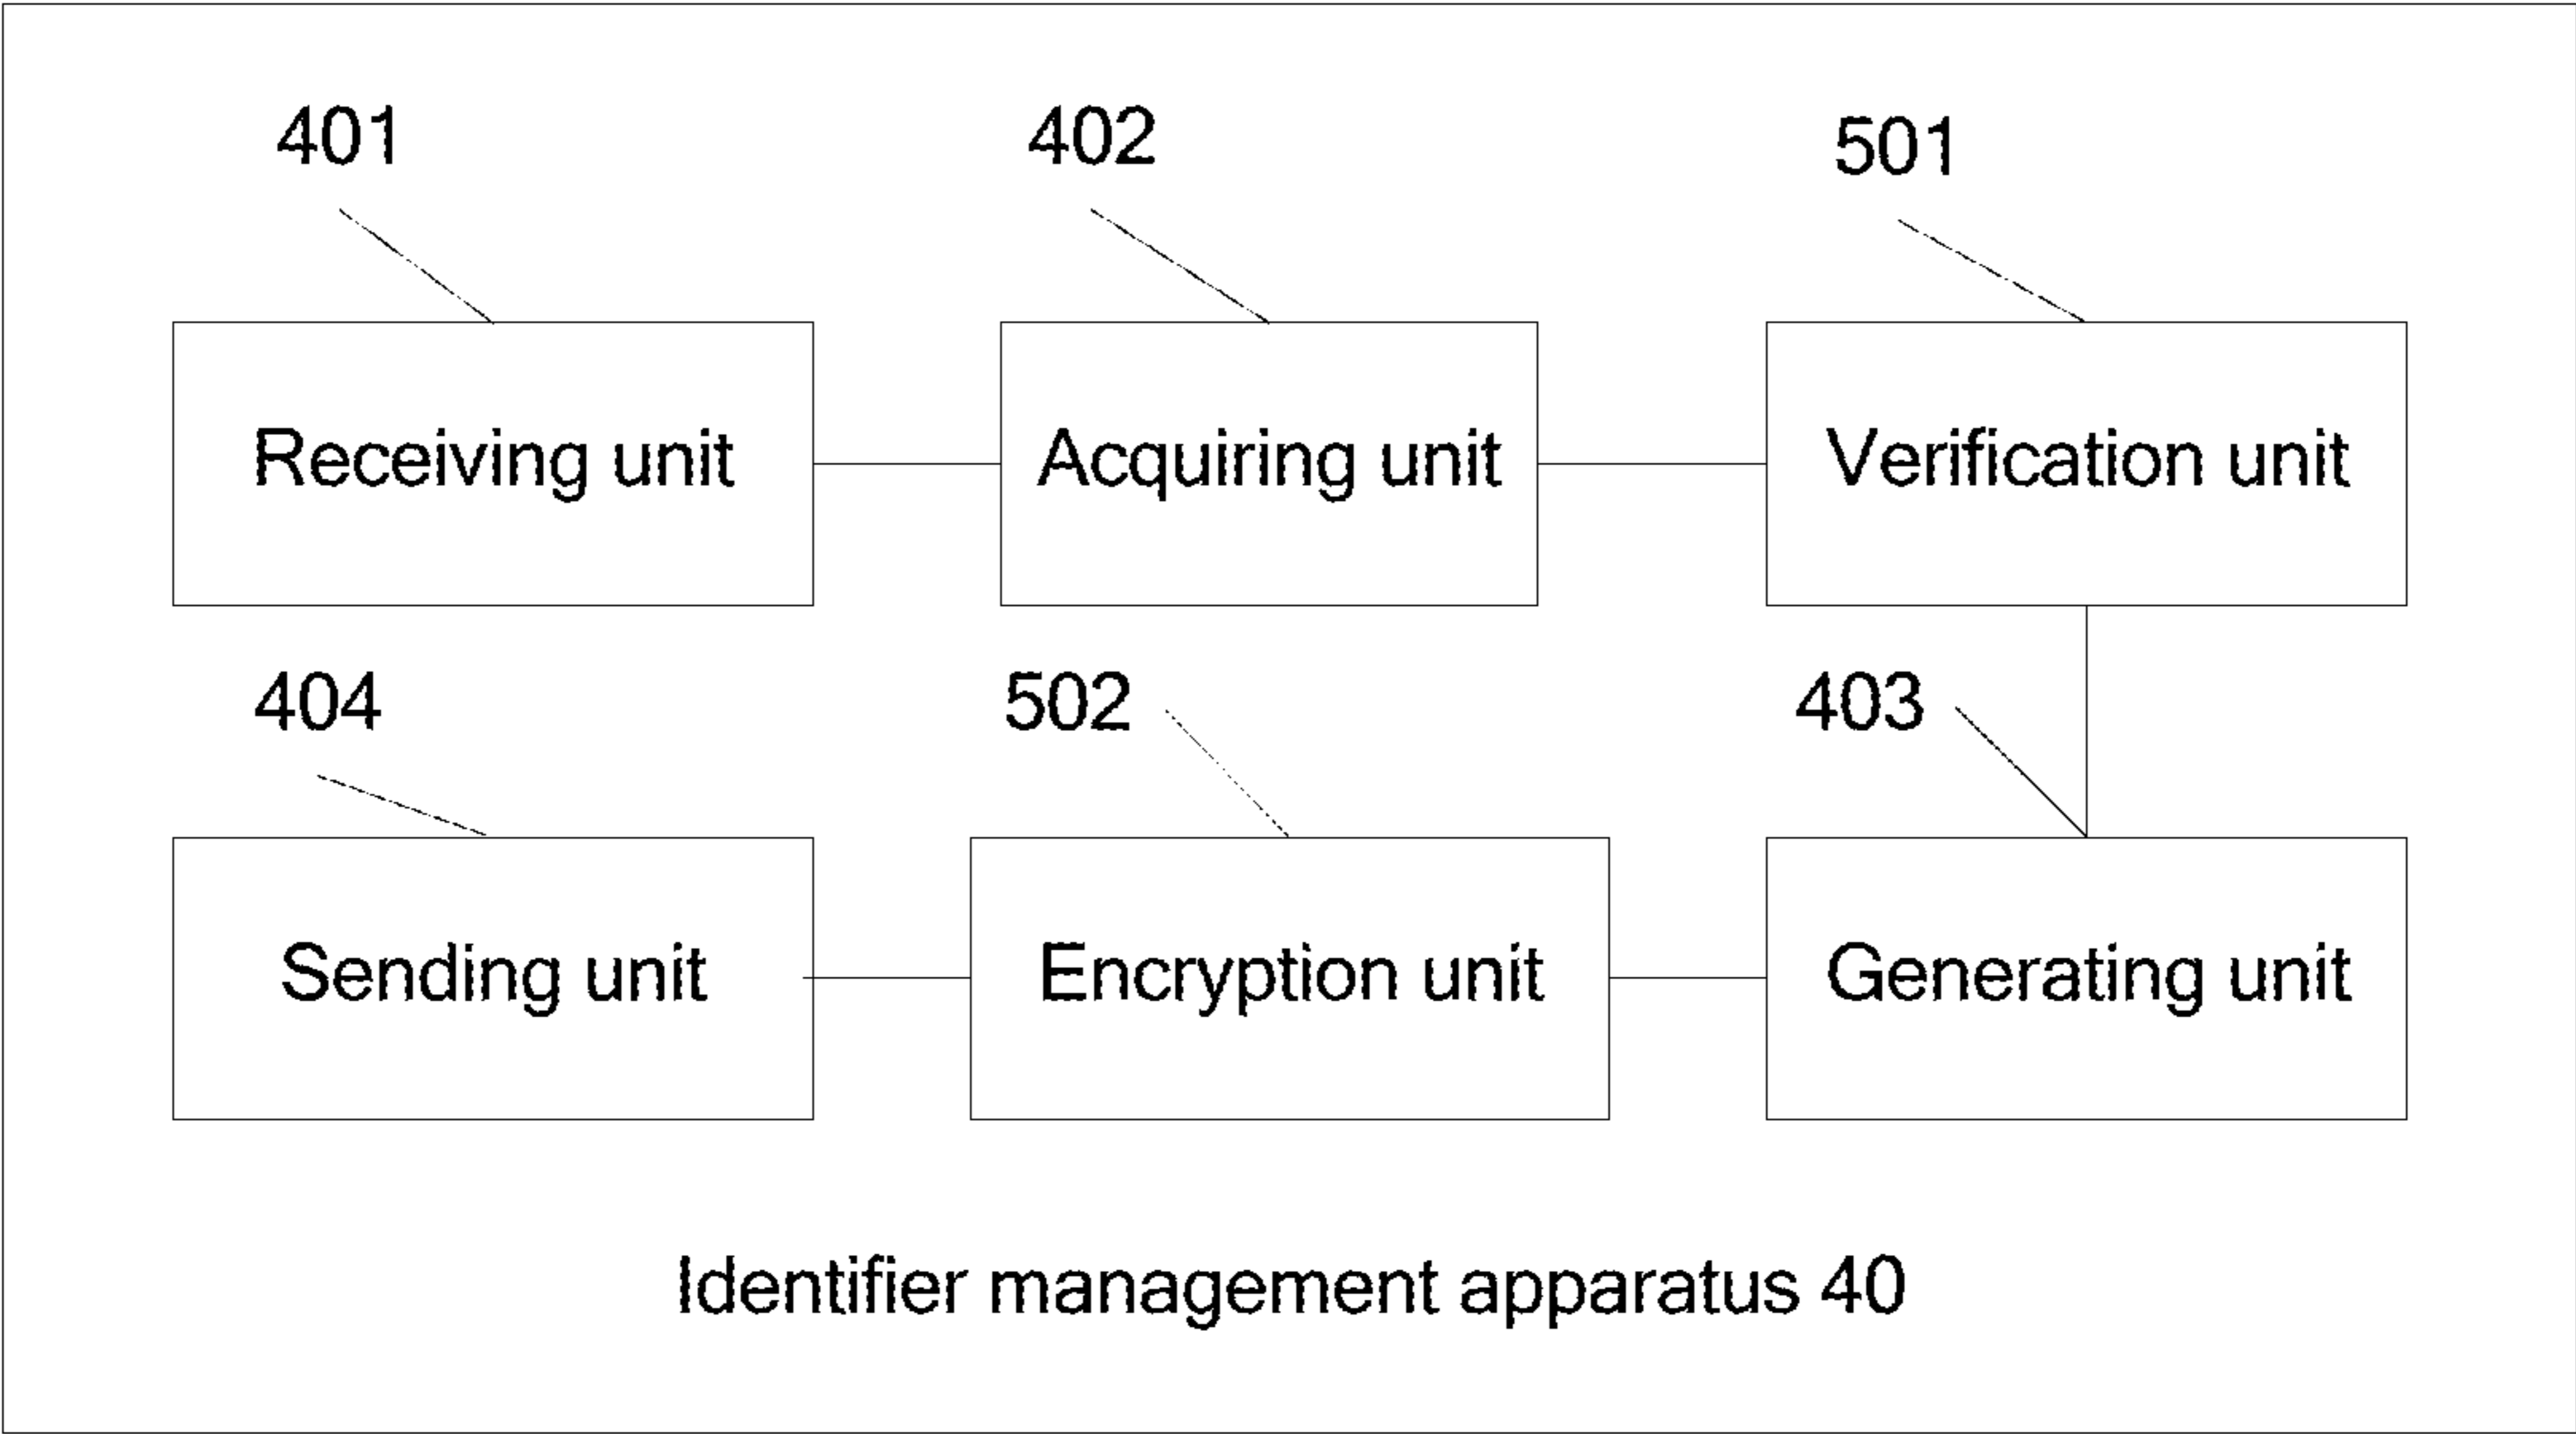 401
402
501
Receiving unit
Acquiring unit
Verification unit
404
502
403
Sending unit
Encryption unit
Generating unit
Identifier management apparatus 40